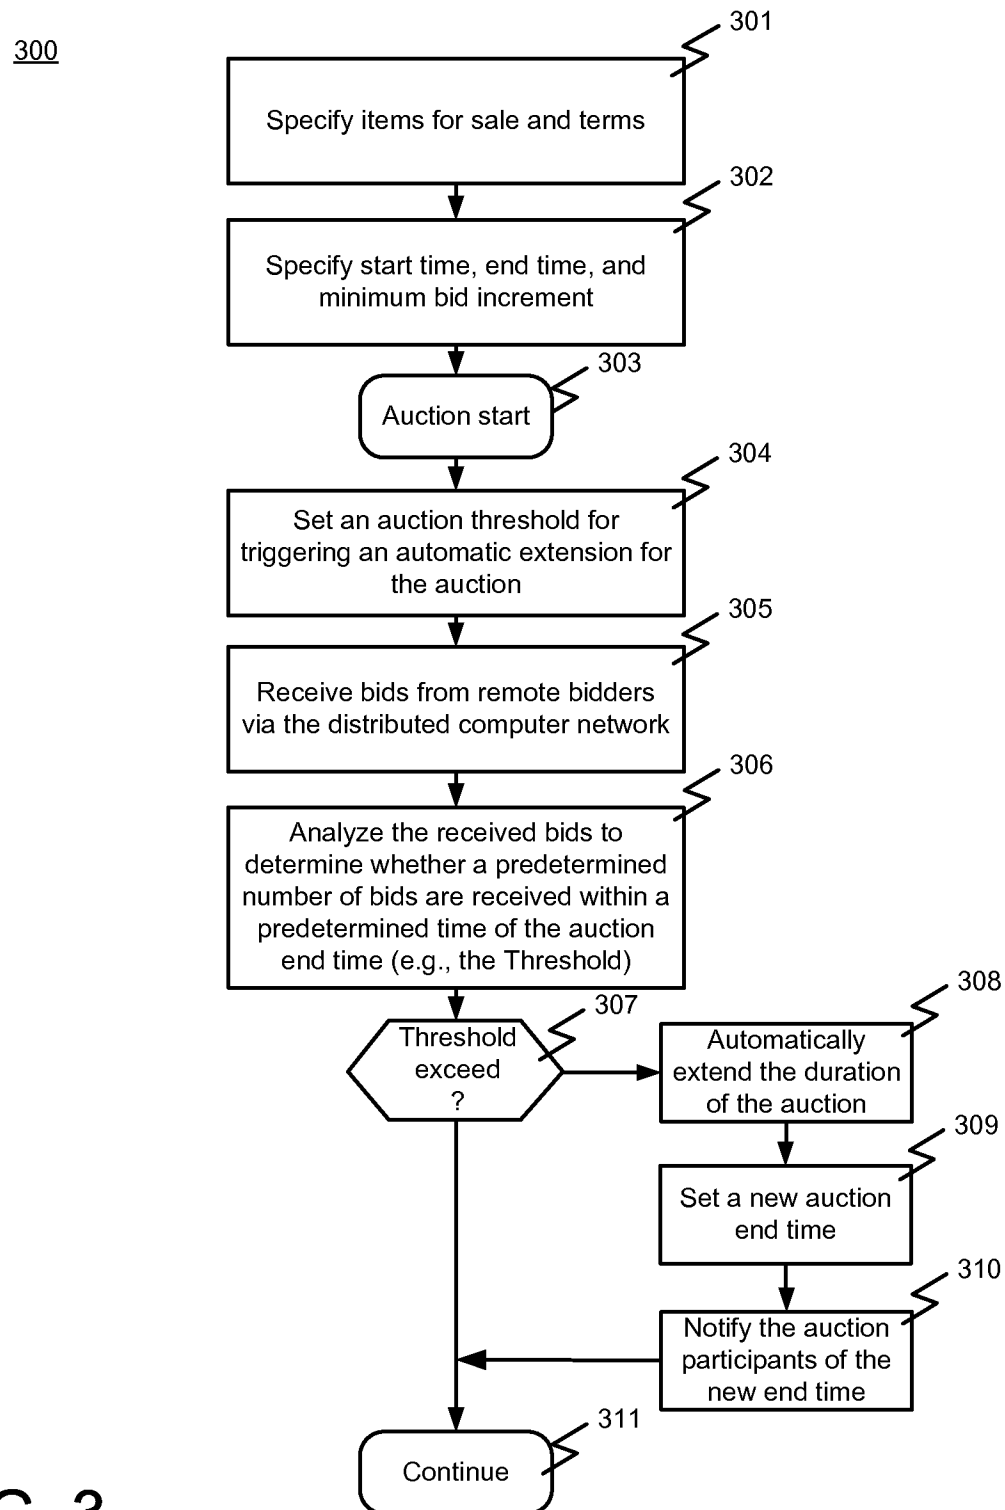 300
301
Specify items for sale and terms
302
Specify start time, end time, and
minimum bid increment
303
Auction start
304
Set an auction threshold for
triggering an automatic extension for
the auction
305
Receive bids from remote bidders
via the distributed computer network
306
Analyze the received bids to
determine whether a predetermined
number of bids are received within a
predetermined time of the auction
end time (e.g., the Threshold)
307
Threshold
exceed
?
308
Automatically
extend the duration
of the auction
309
Set a new auction
end time
310
Notify the auction
participants of the
new end time
311
Continue